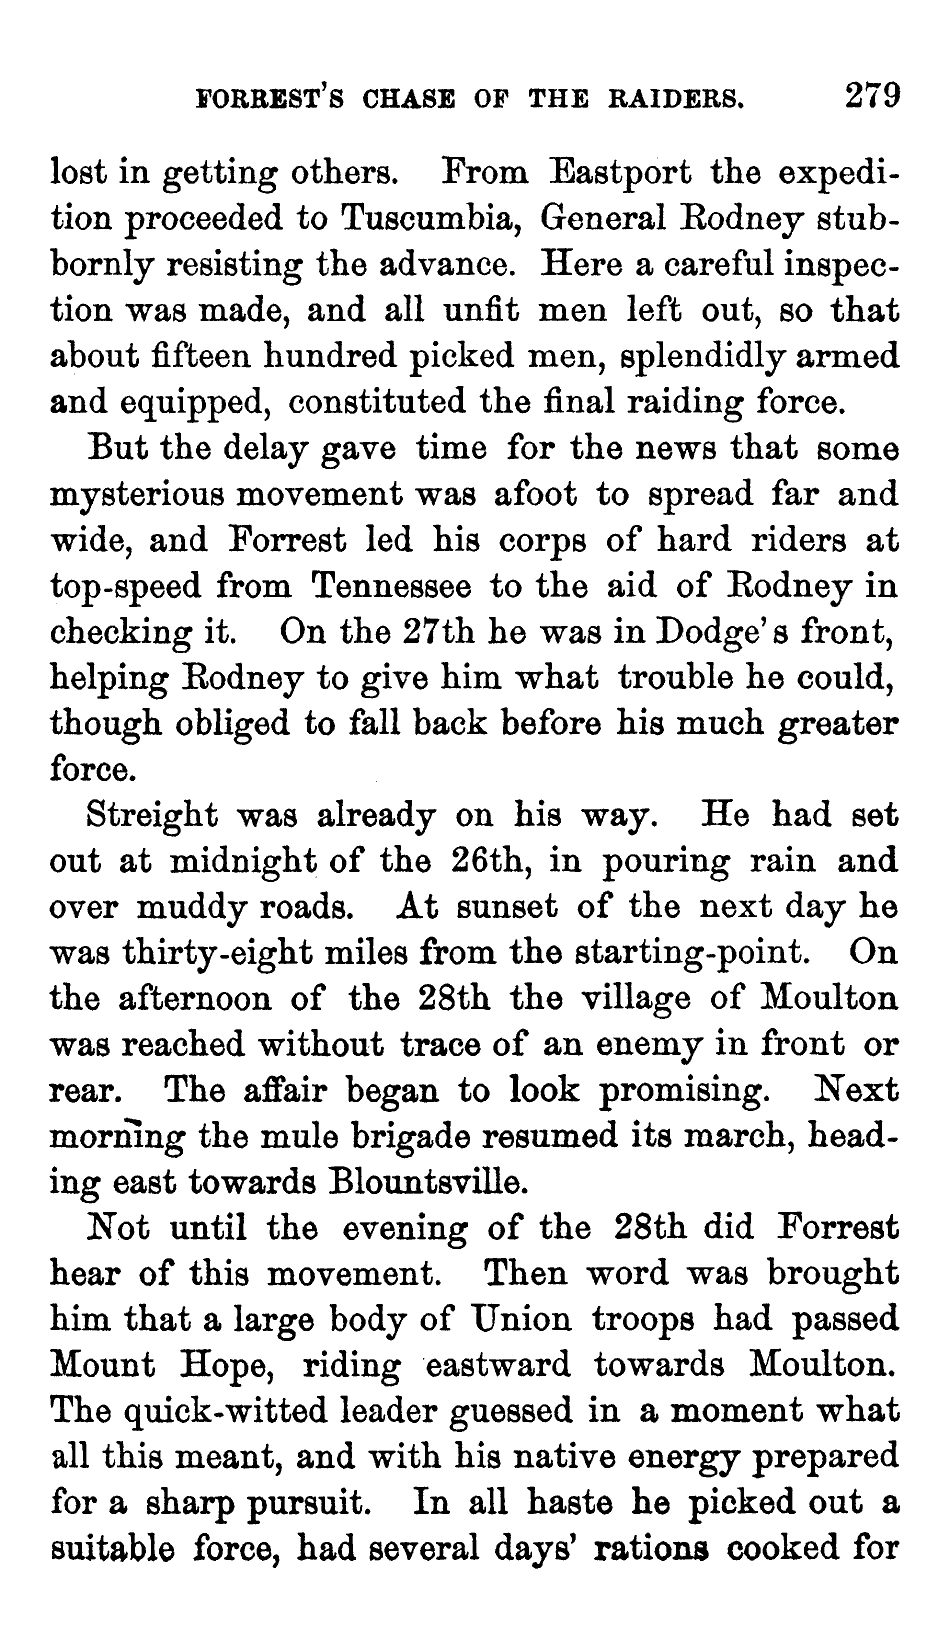 FORREST'S CHASE OF THE RAIDERS. 279
lost in getting others. From Eastport the expedi-
tion proceeded to Tuscumbia, General Rodney stub-
bornly resisting the advance. Here a careful inspec-
tion was made, and all unfit men left out, so that
about fifteen hundred picked men, splendidly armed
and equipped, constituted the final raiding force.
But the delay gave time for the news that some
mysterious movement was afoot to spread far and
wide, and Forrest led his corps of hard riders at
top-speed from Tennessee to the aid of Rodney in
checking it. On the 27th he was in Dodge's front,
helping Rodney to give him what trouble he could,
though obliged to fall back before his much greater
force.
Streight was already on his way. He had set
out at midnight of the 26th, in pouring rain and
over muddy roads. At sunset of the next day he
was thirty-eight miles from the starting-point. On
the afternoon of the 28th the village of Moulton
was reached without trace of an enemy in front or
rear. The affair began to look promising. Next
morning the mule brigade resumed its march, head-
ing east towards Blountsville.
Not until the evening of the 28th did Forrest
hear of this movement. Then word was brought
him that a large body of Union troops had passed
Mount Hope, riding eastward towards Moulton.
The quick-witted leader guessed in a moment what
all this meant, and with his native energy prepared
for a sharp pursuit. In all haste he picked out a
suitable force, had several days' rations cooked for